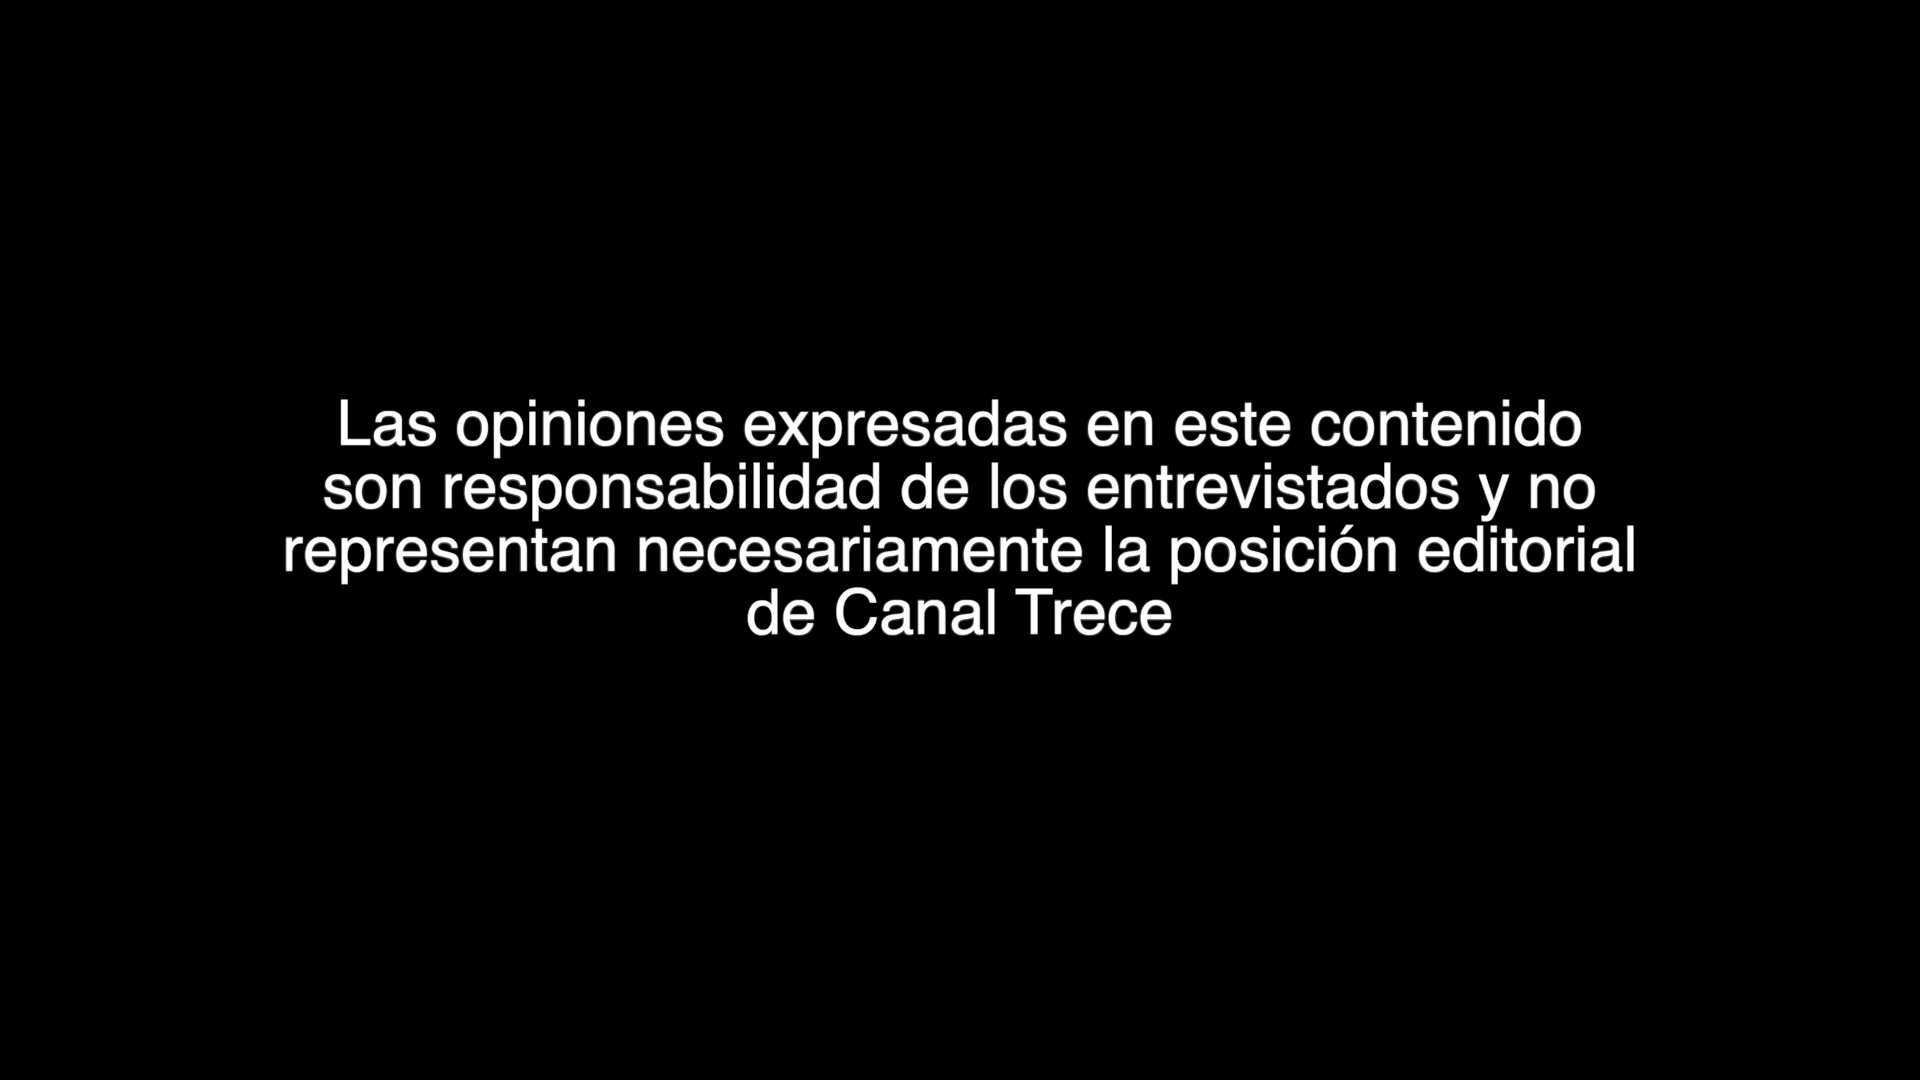 Las opiniones expresadas en este contenido
son responsabilidad de los entrevistados y no
representan necesariamente la posición editorial
de Canal Trece